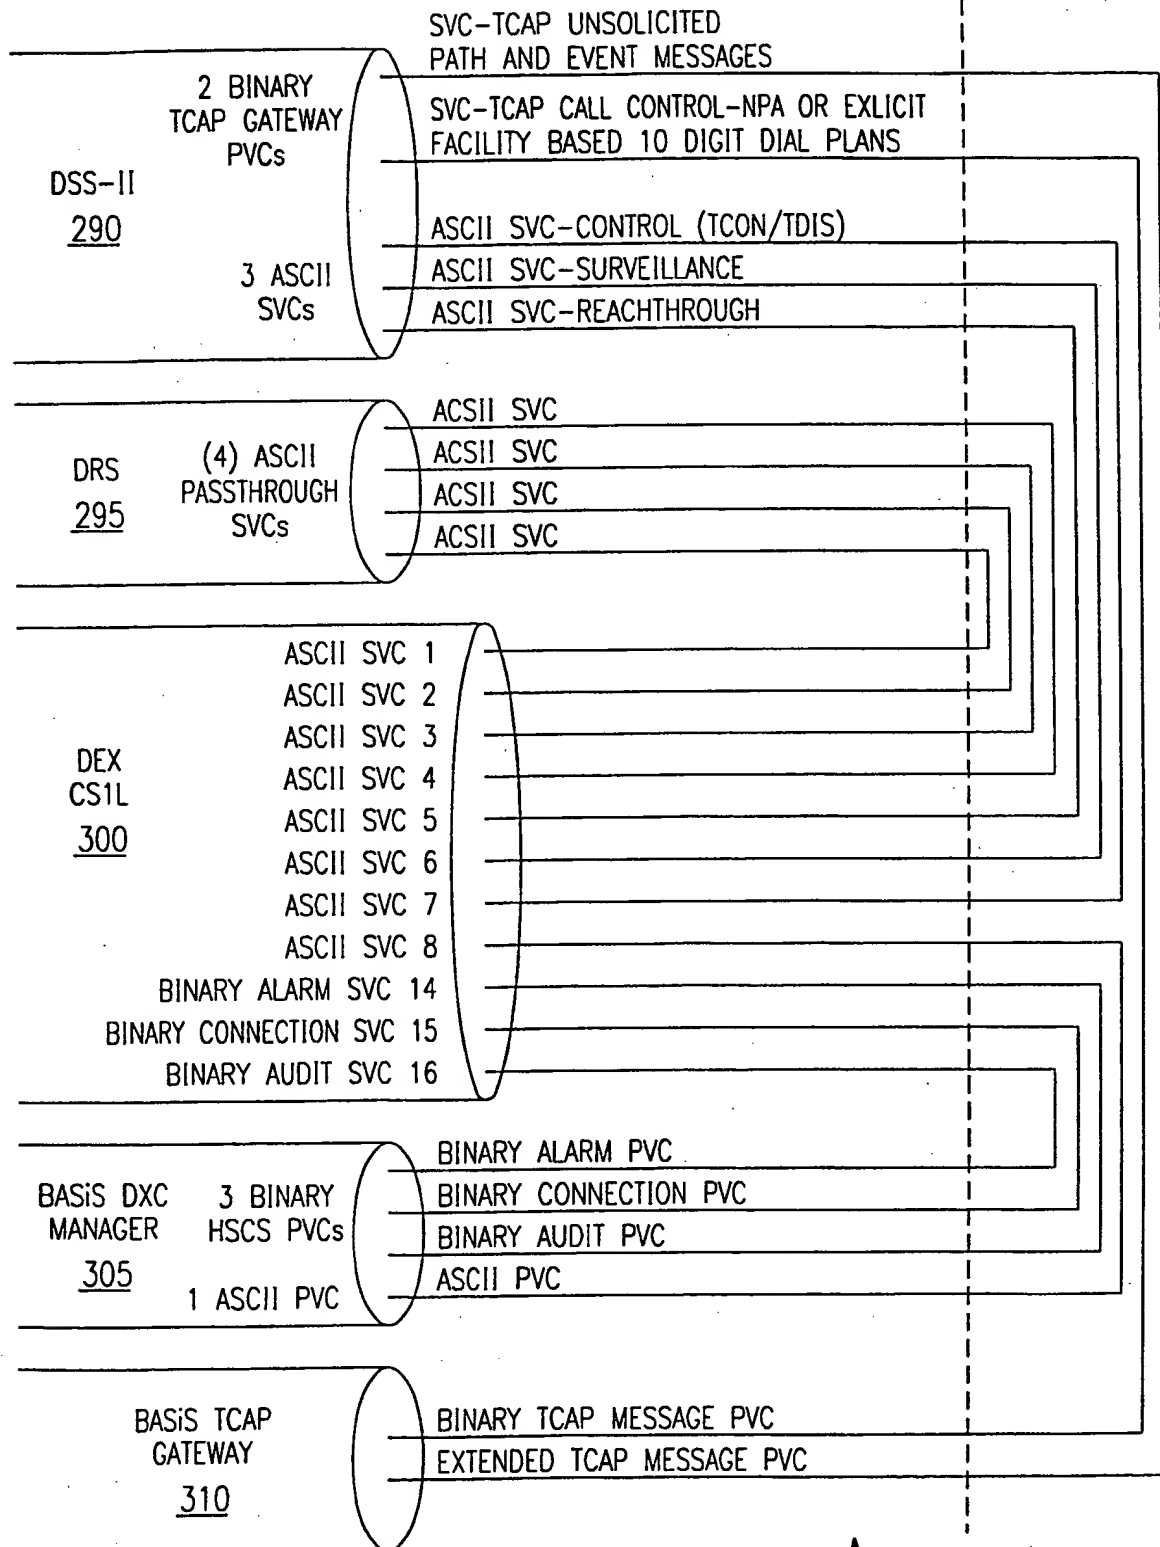 SVC-TCAP UNSOLICITED
PATH AND EVENT MESSAGES
2 BINARY
TCAP GATEWAY
PVCs
SVC-TCAP CALL CONTROL-NPA OR EXLICIT
FACILITY BASED 10 DIGIT DIAL PLANS
DSS-II
290
ASCII SVC-CONTROL (TCON/TDIS)
3 ASCII
SVCs
ASCII SVC-SURVEILLANCE
ASCII SVC-REACHTHROUGH
DRS
295
(4) ASCII
PASSTHROUGH
SVCs
ACSII SVC
ACSII SVC
ACSII SVC
ACSII SVC
DEX
CS1L
300
ASCII SVC 1
ASCII SVC 2
ASCII SVC 3
ASCII SVC 4
ASCII SVC 5
ASCII SVC 6
ASCII SVC 7
ASCII SVC 8
BINARY ALARM SVC 14
BINARY CONNECTION SVC 15
BINARY AUDIT SVC 16
BASiS DXC
MANAGER
305
3 BINARY
HSCS PVCs
1 ASCII PVC
BINARY ALARM PVC
BINARY CONNECTION PVC
BINARY AUDIT PVC
ASCII PVC
BASiS TCAP
GATEWAY
310
BINARY TCAP MESSAGE PVC
EXTENDED TCAP MESSAGE PVC